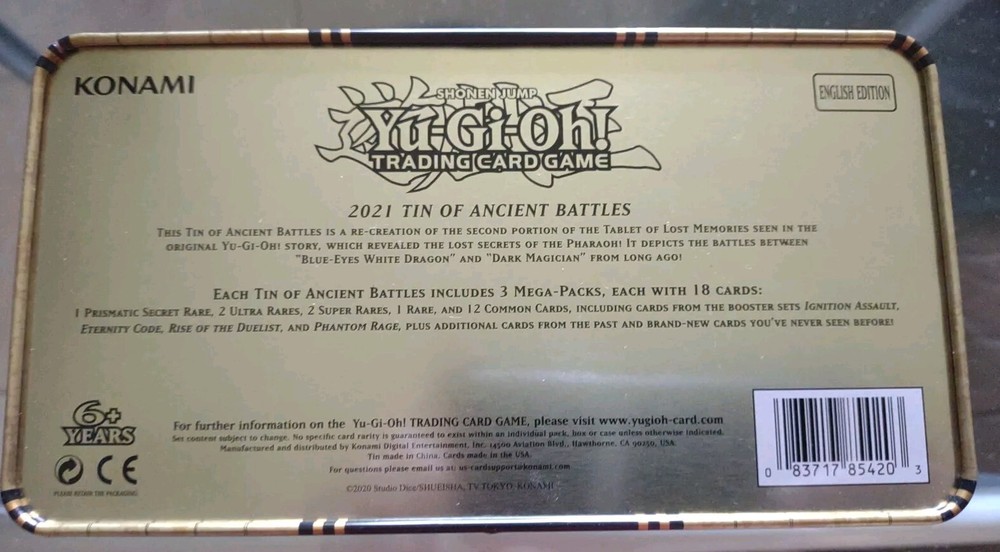 KONAMI
SHONEN JUMP
Yu-Gi-Oh!
TRADING CARD GAME
ENGLISH EDITION
2021 TIN OF ANCIENT BATTLES
THIS TIN OF ANCIENT BATTLES IS A RE-CREATION OF THE SECOND PORTION OF THE TABLET OF LOST MEMORIES SEEN IN THE
ORIGINAL YU-GI-OH! STORY, WHICH REVEALED THE LOST SECRETS OF THE PHARAOH! IT DEPICTS THE BATTLES BETWEEN
"BLUE-EYES WHITE DRAGON" AND "DARK MAGICIAN" FROM LONG AGO!
EACH TIN OF ANCIENT BATTLES INCLUDES 3 MEGA-PACKS, EACH WITH 18 CARDS:
1 PRISMATIC SECRET RARE, 2 ULTRA RARES, 2 SUPER RARES, 1 RARE, AND 12 COMMON CARDS, INCLUDING CARDS FROM THE BOOSTER SETS IGNITION ASSAULT,
ETERNITY CODE, RISE OF THE DUELIST, AND PHANTOM RAGE, PLUS ADDITIONAL CARDS FROM THE PAST AND BRAND-NEW CARDS YOU'VE NEVER SEEN BEFORE!
6+
YEARS
CE
PLEASE RETAIN THE PACKAGING
For further information on the Yu-Gi-Oh! TRADING CARD GAME, please visit www.yugioh-card.com
Set content subject to change. No specific card rarity is guaranteed to exist within an individual pack, box or case unless otherwise indicated.
Manufactured and distributed by Konami Digital Entertainment, Inc. 14500 Aviation Blvd., Hawthorne, CA 90250, USA.
Tin made in China. Cards made in the USA.
For questions please email us at: us-cardsupport@konami.com
©2020 Studio Dice/SHUEISHA, TV TOKYO, KONAMI
0 83717 85420 3